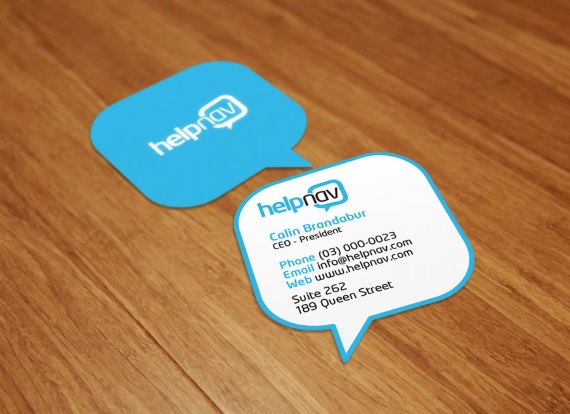 helpnav
helpnav
Calin Brandabur
CEO - President
Phone (03) 000-0023
Email info@helpnav.com
Web www.helpnav.com
Suite 262
189 Queen Street